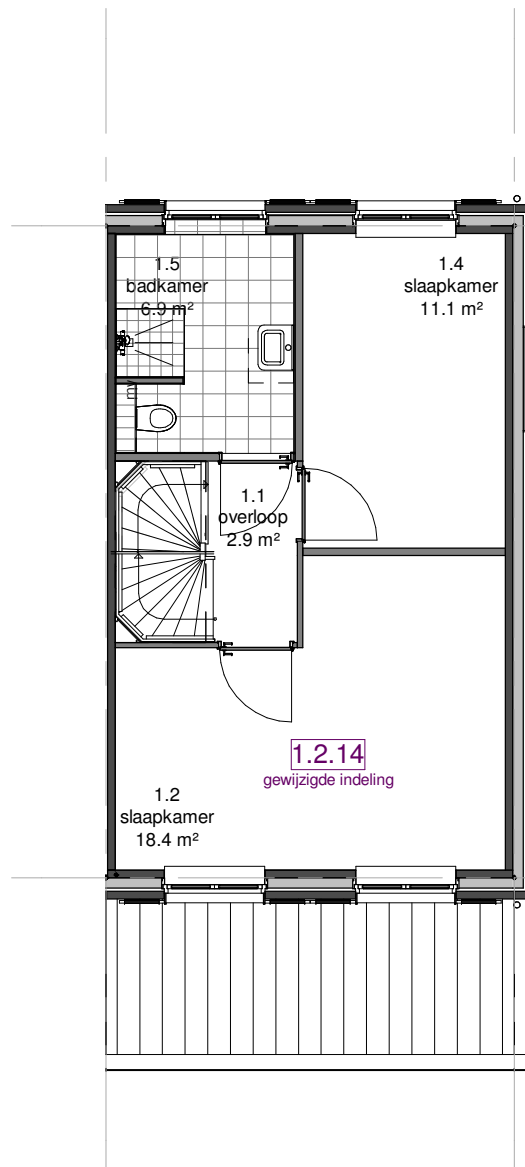 1.5
badkamer
6.9 m²
1.4
slaapkamer
11.1 m²
mv
1.1
overloop
2.9 m²
1.2.14
gewijzigde indeling
1.2
slaapkamer
18.4 m²